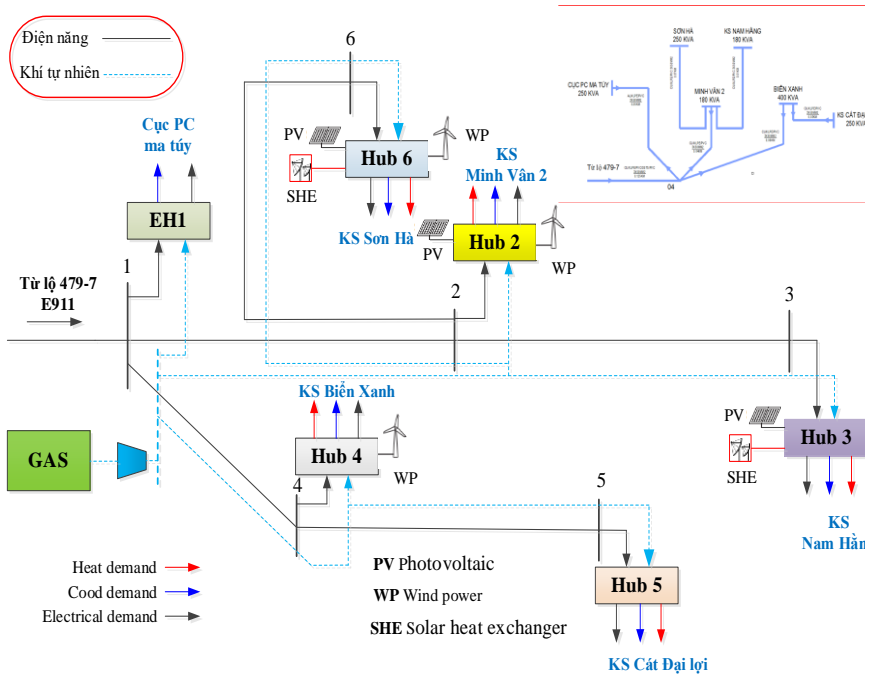 Điện năng
Khí tự nhiên
6
SƠN HÀ
250 KVA
KS NAM HẰNG
180 KVA
CỤC PC MA TÚY
250 KVA
MINH VÂN 2
180 KVA
BIỂN XANH
400 KVA
KS CÁT ĐẠI
250 KVA
Từ lộ 479-7
04
Cục PC
ma túy
PV
WP
Hub 6
SHE
KS
Minh Vân 2
EH1
KS Sơn Hà
PV
Hub 2
WP
1
Từ lộ 479-7
E911
2
3
KS Biển Xanh
PV
GAS
Hub 4
WP
Hub 3
SHE
4
5
KS
Nam Hằn
Heat demand
Cood demand
Electrical demand
PV Photovoltaic
WP Wind power
SHE Solar heat exchanger
Hub 5
KS Cát Đại lợi